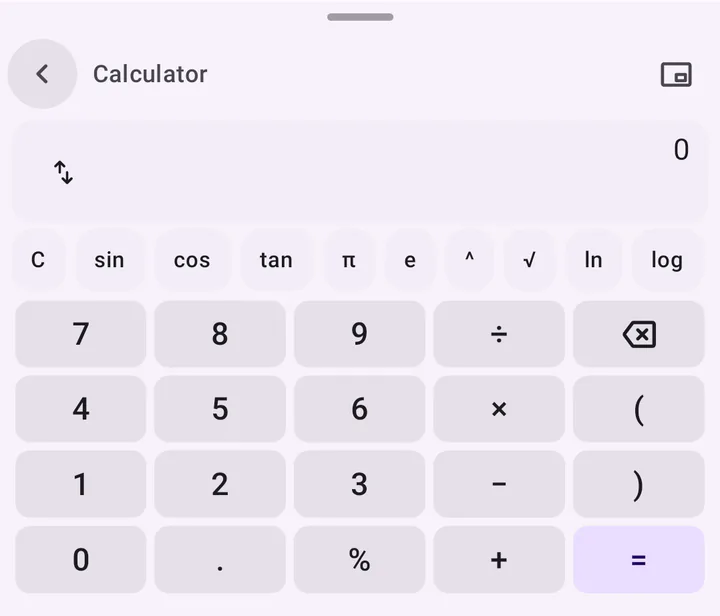 Calculator
0
C sin cos tan π e ^ √ ln log
7 8 9 ÷
4 5 6 × (
1 2 3 − )
0 . % + =